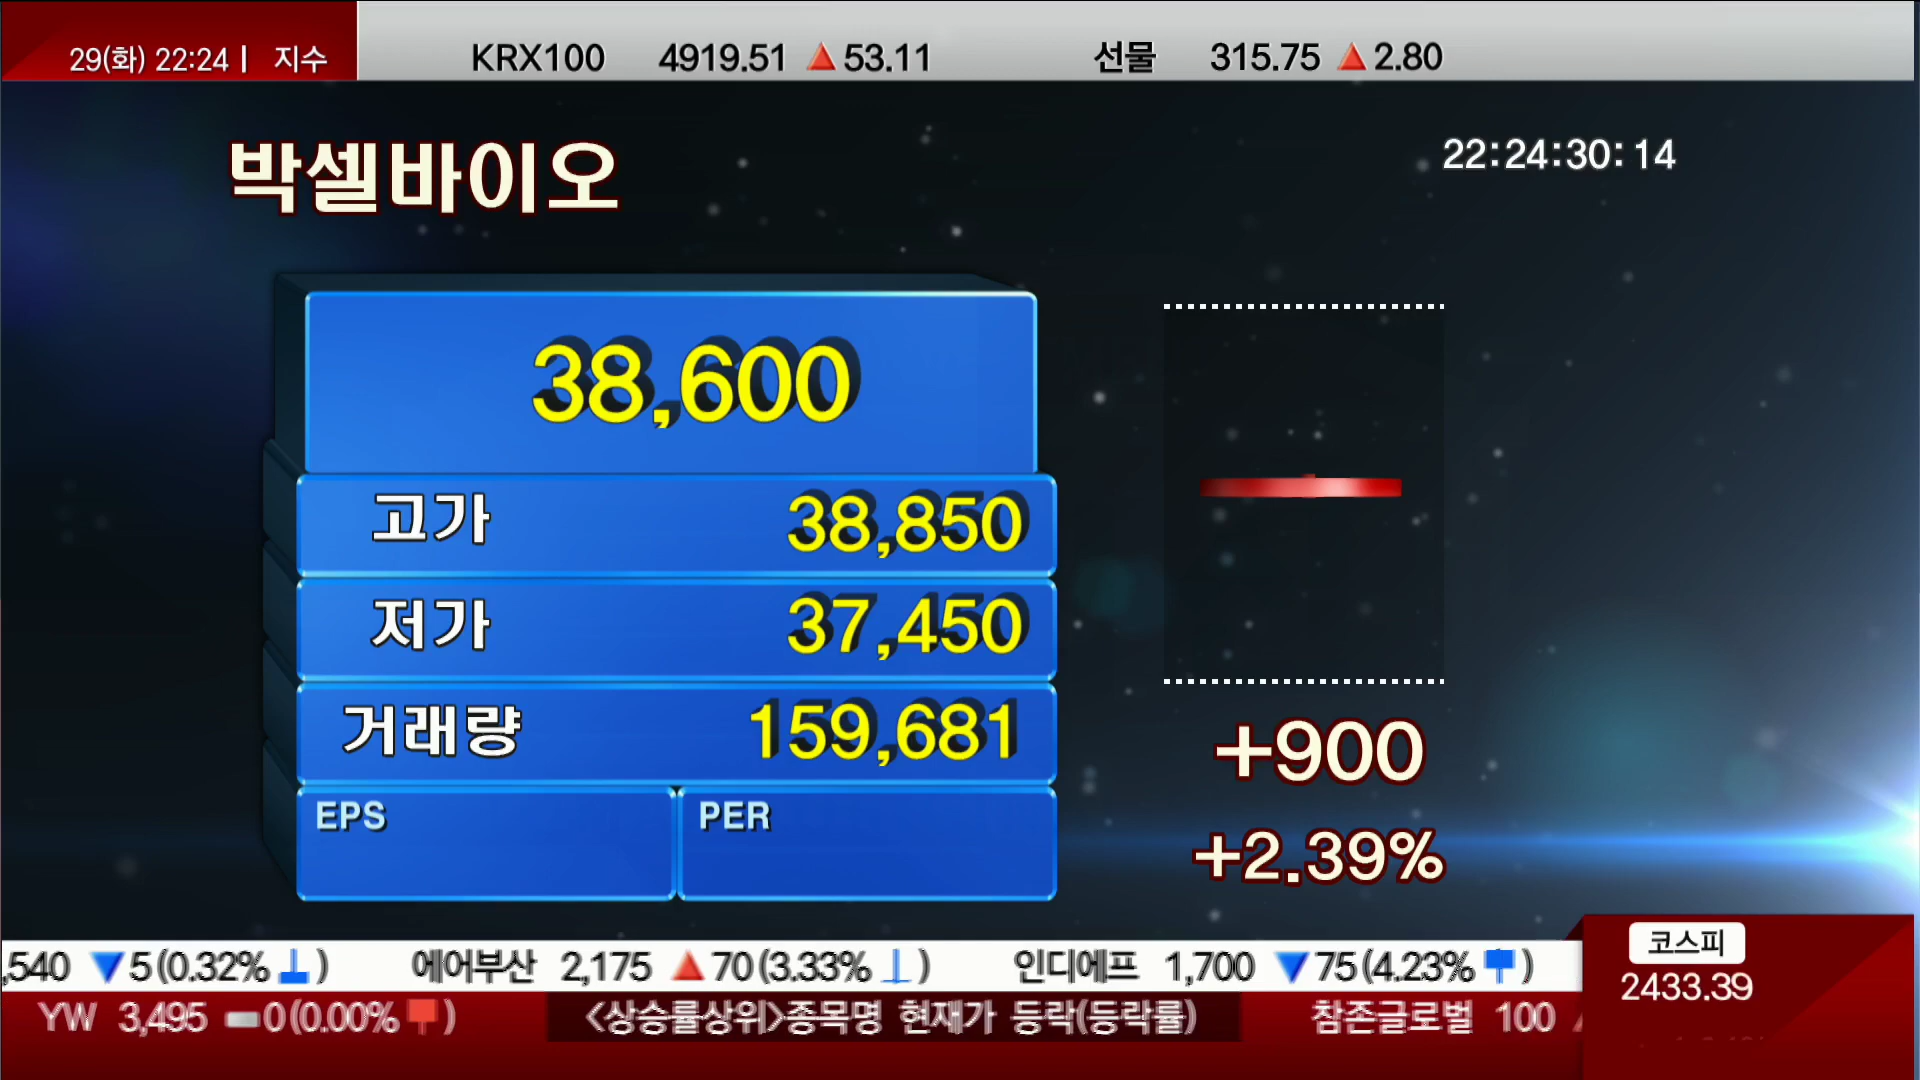 29(화) 22:24 | 지수 KRX100 4919.51 ▲53.11 선물 315.75 ▲2.80
박셀바이오
22:24:30:14
38,600
고가 38,850
저가 37,450
거래량 159,681
EPS PER
+900
+2.39%
,540 ▼5(0.32%) 에어부산 2,175 ▲70(3.33%) 인디에프 1,700 ▼75(4.23%)
코스피
2433.39
YW 3,495 0(0.00%) <상승률상위>종목명 현재가 등락(등락률) 참존글로벌 100